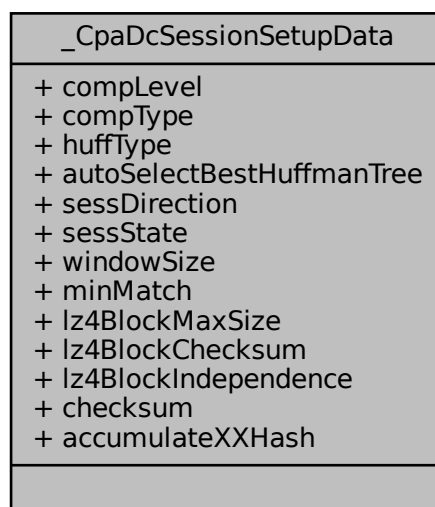 _CpaDcSessionSetupData
+ compLevel
+ compType
+ huffType
+ autoSelectBestHuffmanTree
+ sessDirection
+ sessState
+ windowSize
+ minMatch
+ lz4BlockMaxSize
+ lz4BlockChecksum
+ lz4BlockIndependence
+ checksum
+ accumulateXXHash